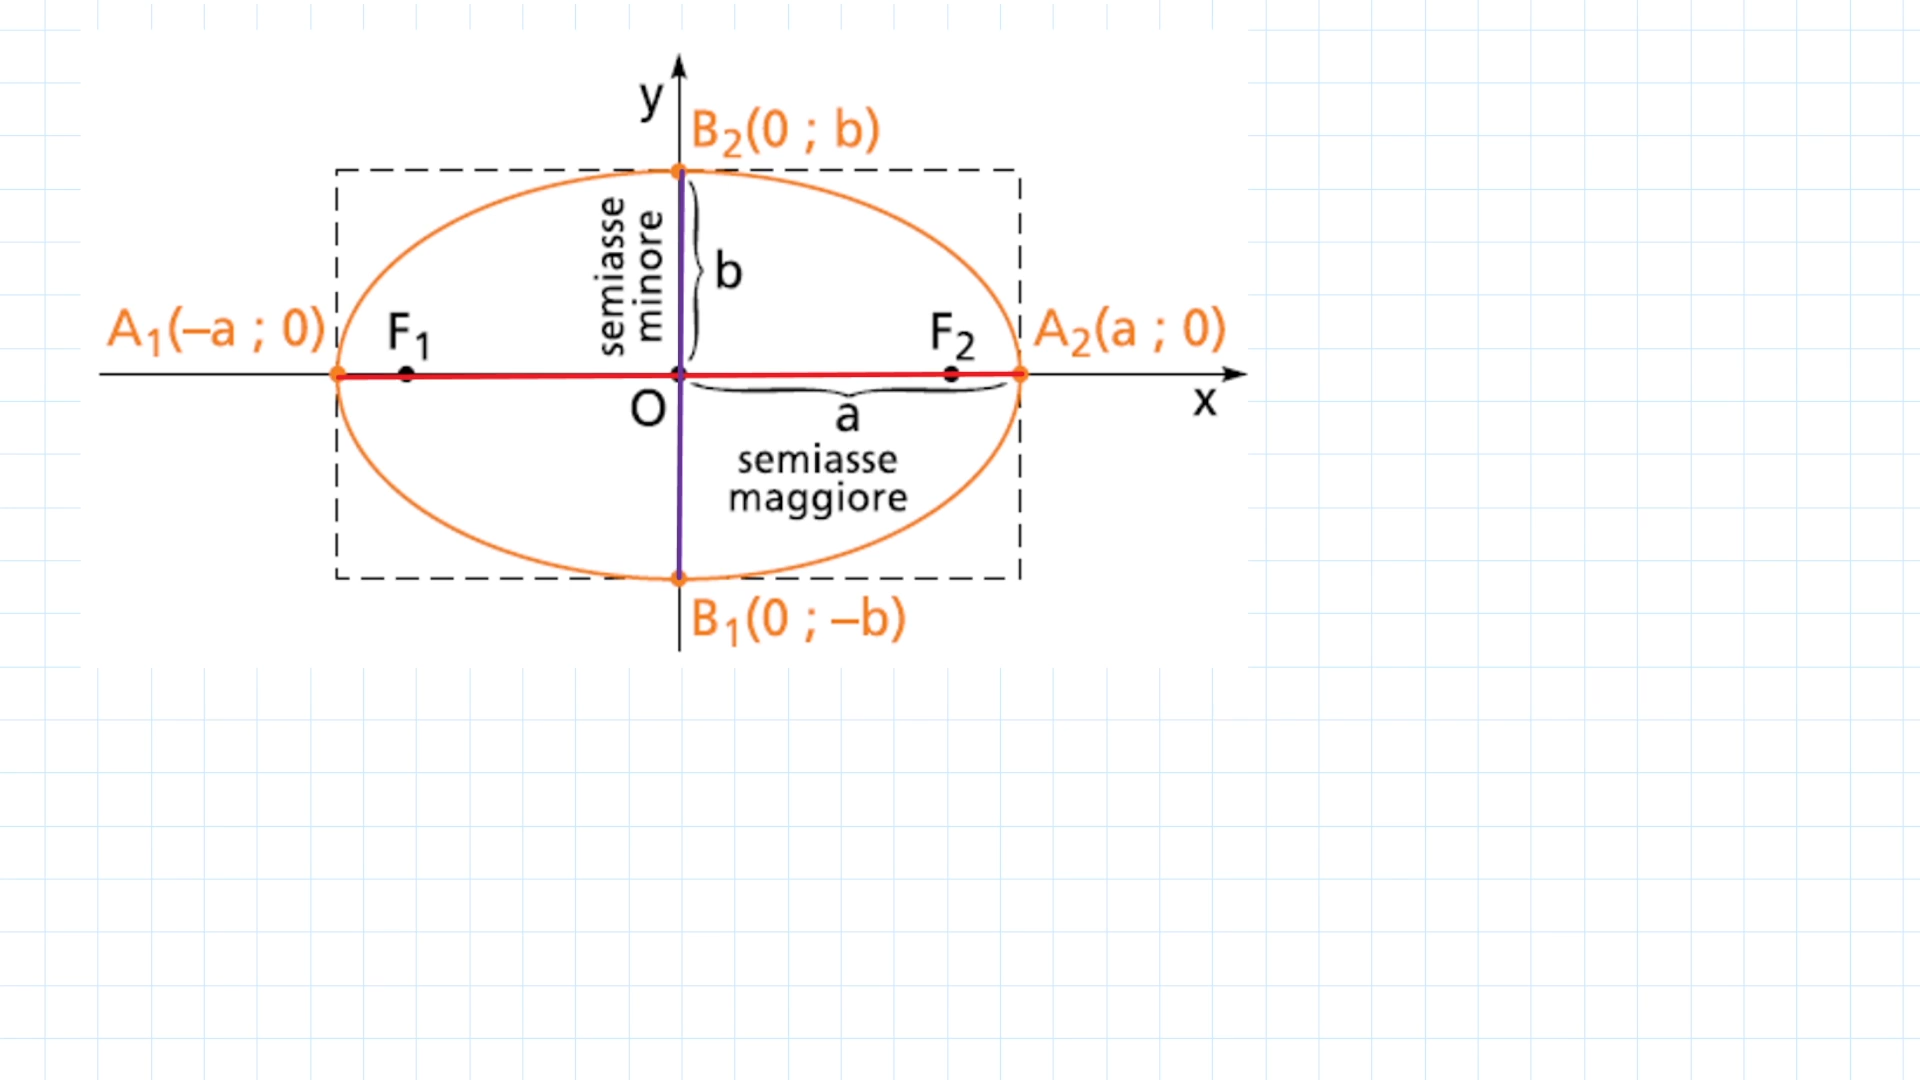 y
B₂(0 ; b)
semiasse
minore
b
A₁(–a ; 0)
F₁
F₂
A₂(a ; 0)
O
a
x
semiasse
maggiore
B₁(0 ; –b)